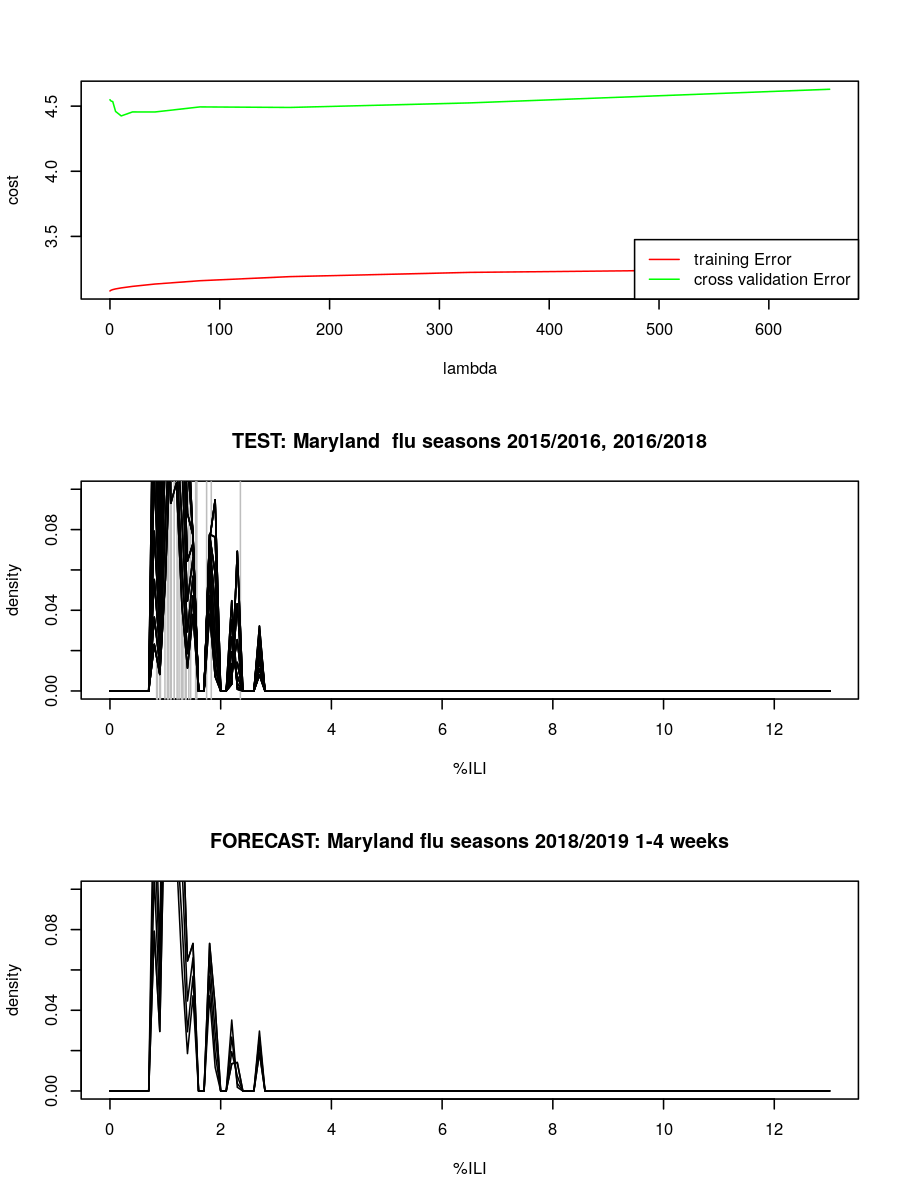 4.5
4.0
3.5
cost
training Error
cross validation Error
0 100 200 300 400 500 600
lambda
TEST: Maryland  flu seasons 2015/2016, 2016/2018
0.08
0.04
0.00
density
0 2 4 6 8 10 12
%ILI
FORECAST: Maryland flu seasons 2018/2019 1-4 weeks
0.08
0.04
0.00
density
0 2 4 6 8 10 12
%ILI